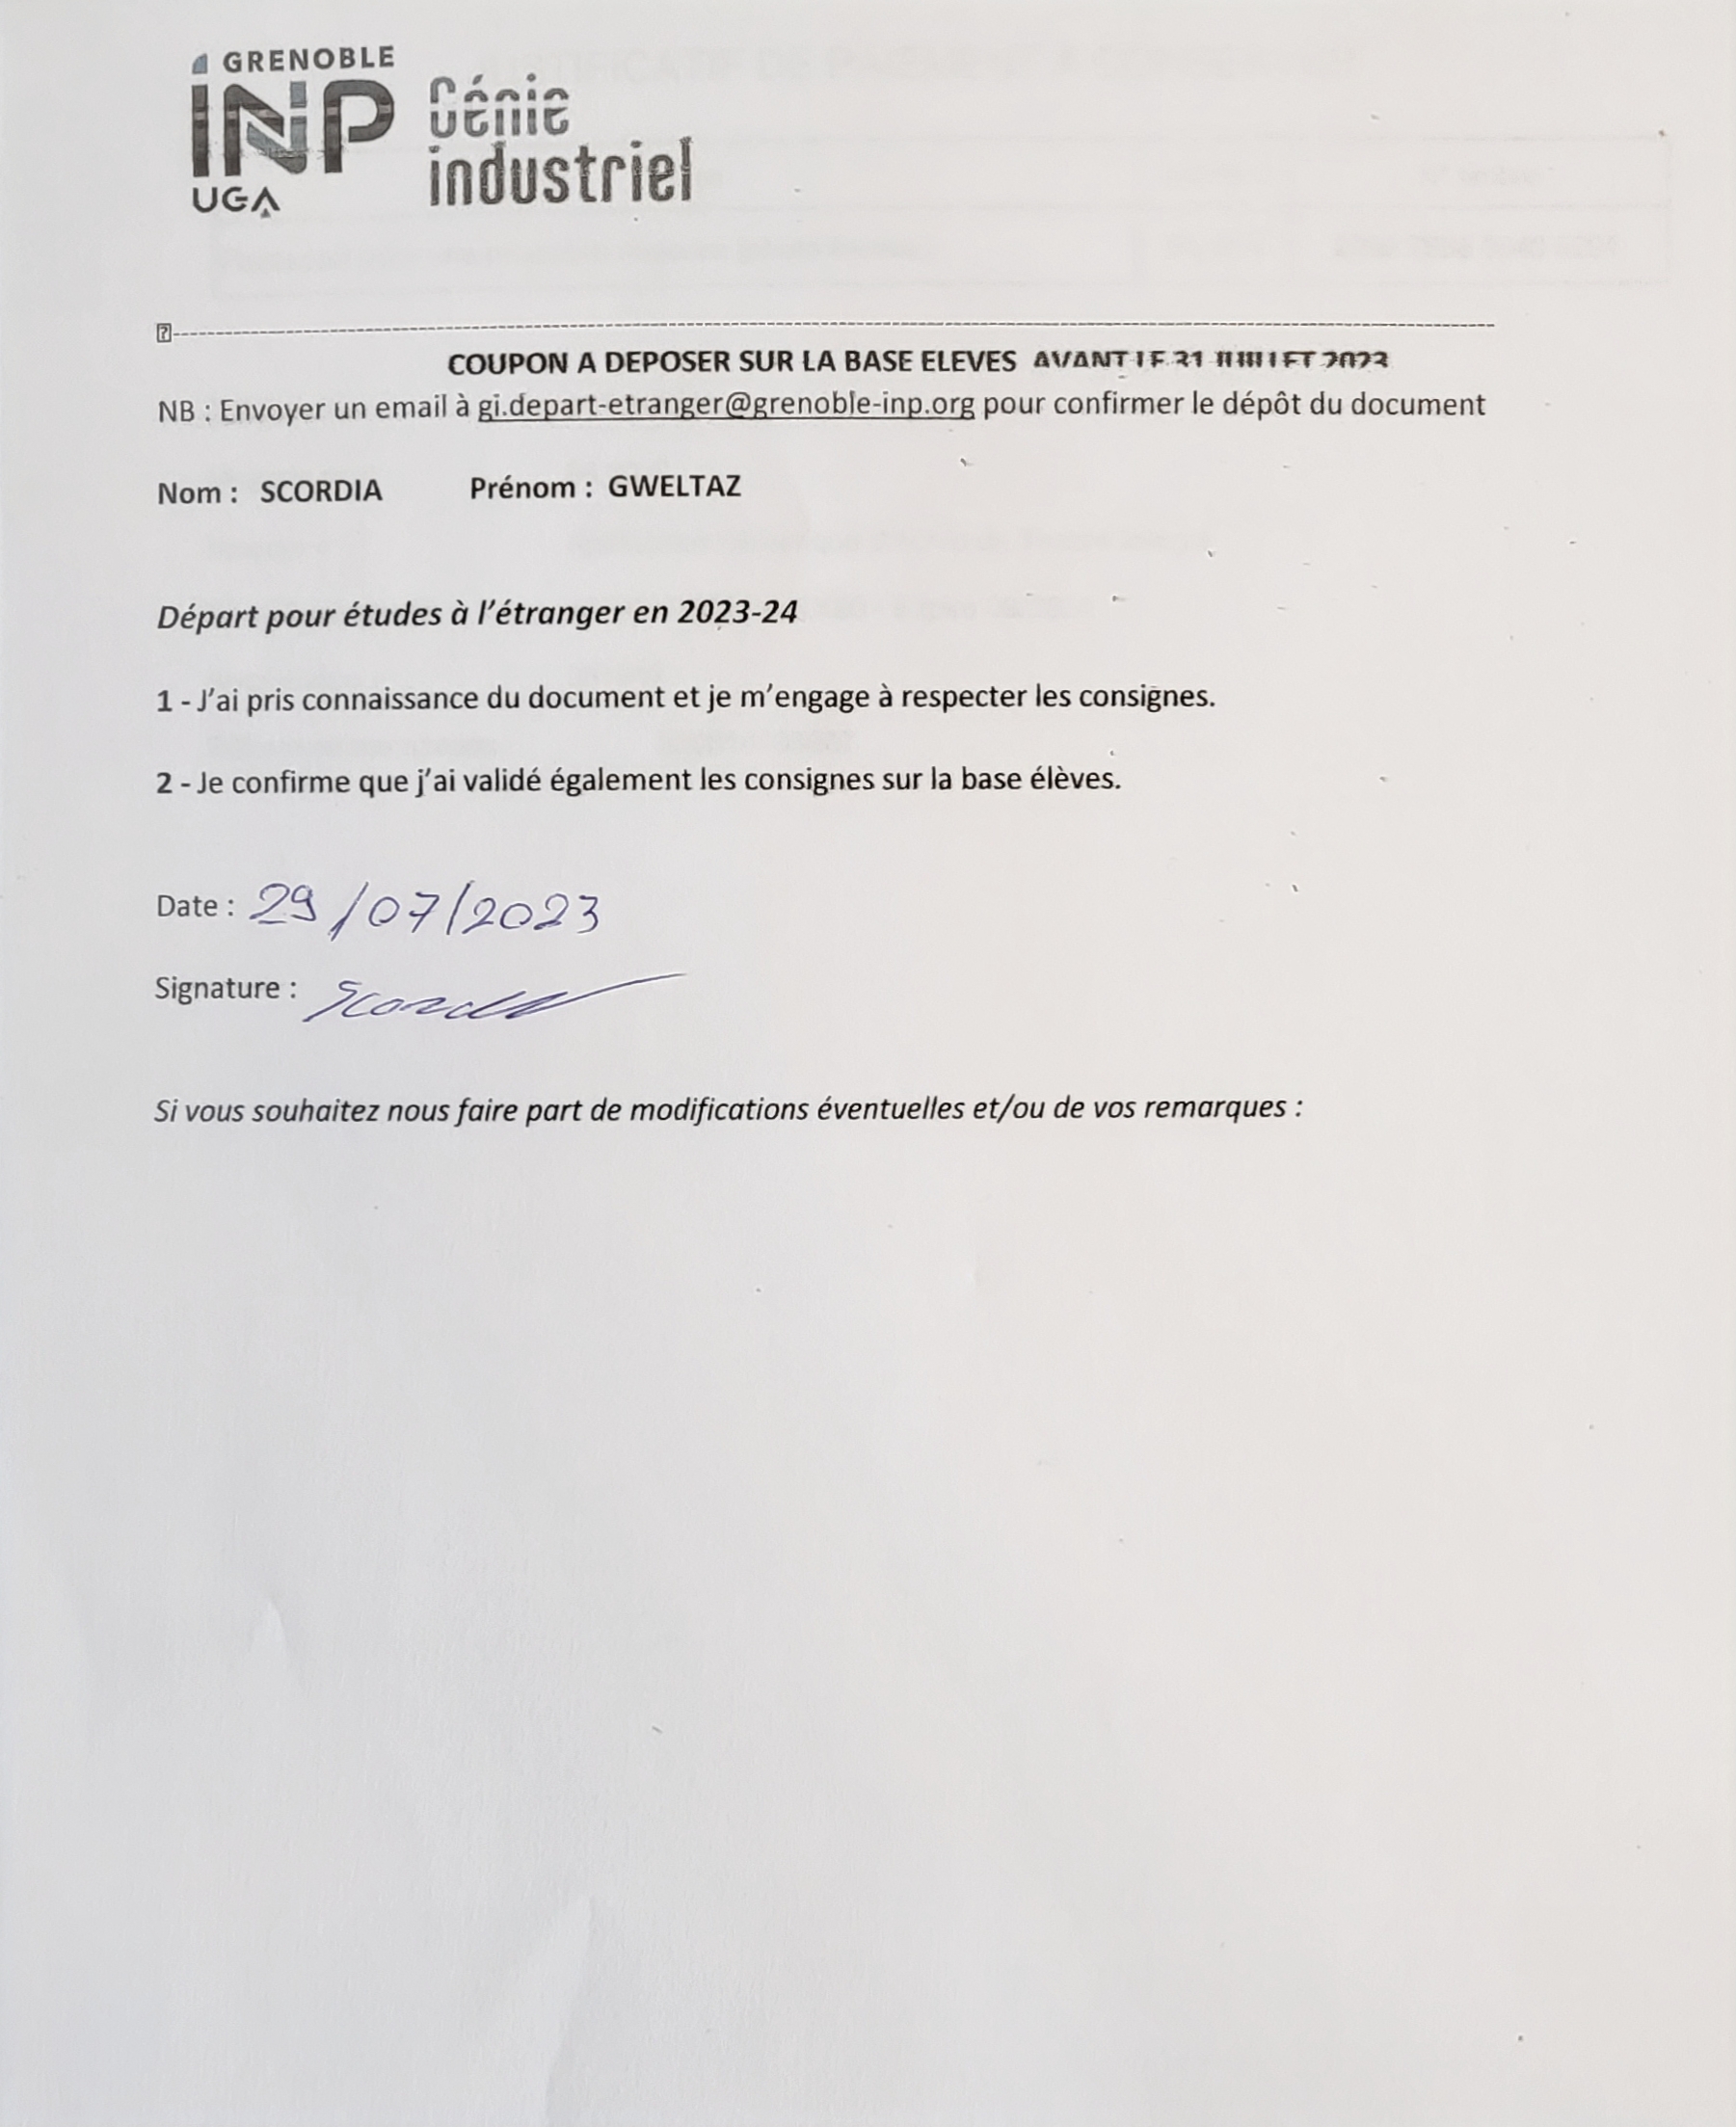 GRENOBLE
INP
UGA
Génie
industriel
COUPON A DEPOSER SUR LA BASE ELEVES AVANT LE 31 JUILLET 2023
NB : Envoyer un email à gi.depart-etranger@grenoble-inp.org pour confirmer le dépôt du document
Nom : SCORDIA Prénom : GWELTAZ
Départ pour études à l’étranger en 2023-24
1 - J’ai pris connaissance du document et je m’engage à respecter les consignes.
2 - Je confirme que j’ai validé également les consignes sur la base élèves.
Date : 29/07/2023
Signature : Scordia
Si vous souhaitez nous faire part de modifications éventuelles et/ou de vos remarques :